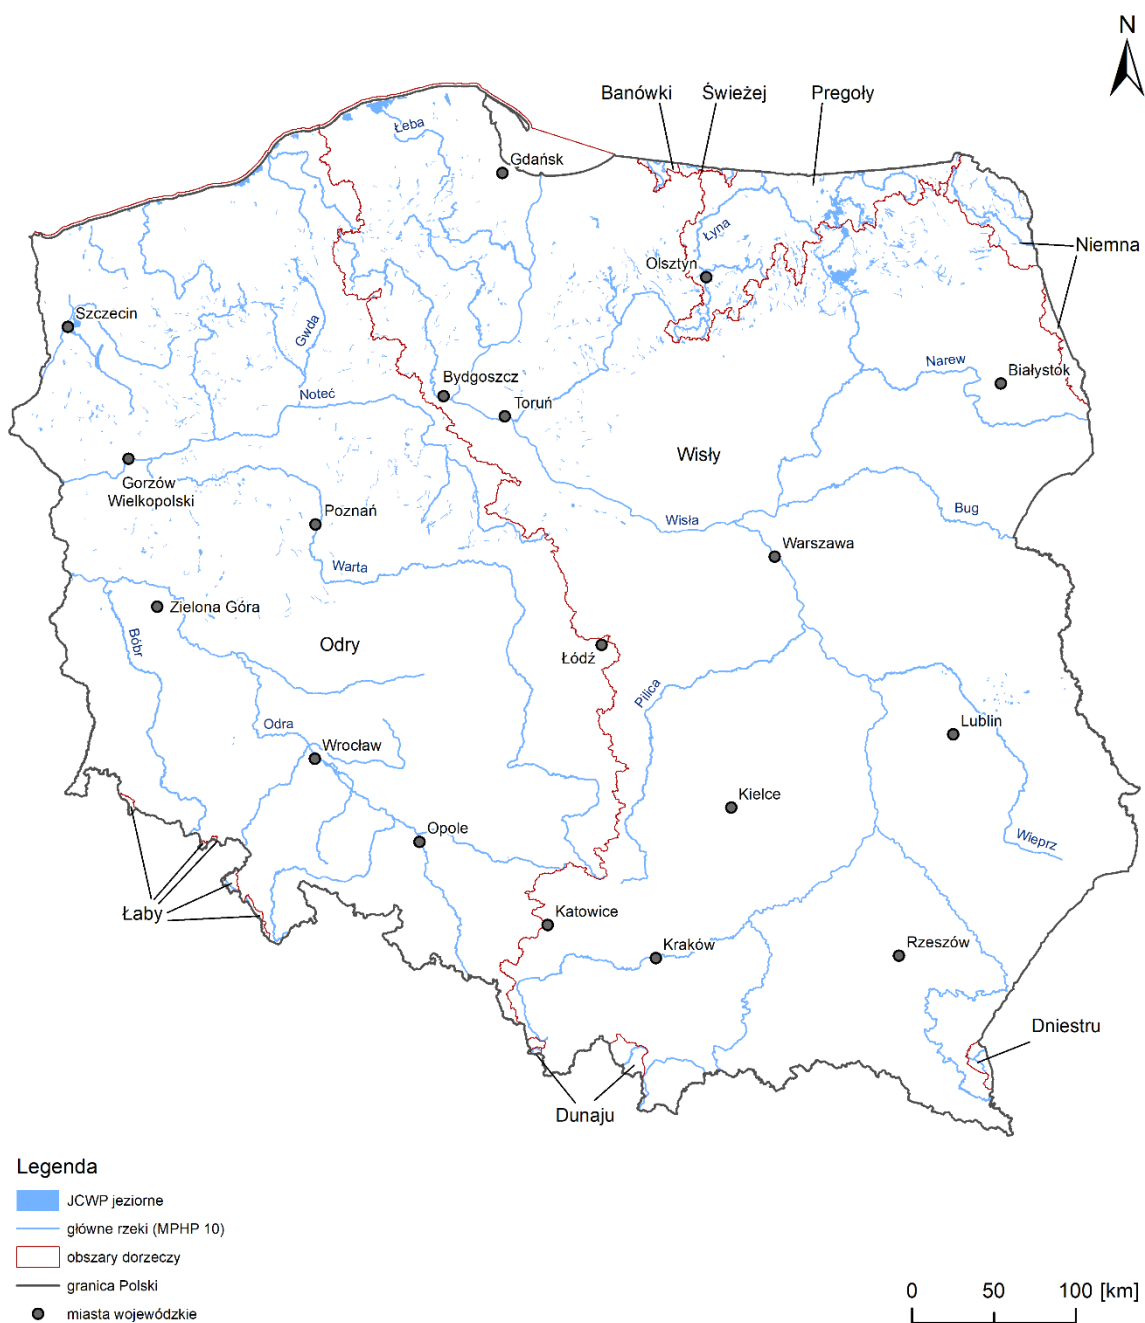 N
Banówki
Świeżej
Pregoły
Łeba
Gdańsk
Łyna
Niemna
Olsztyn
Szczecin
Gwda
Narew
Białystok
Bydgoszcz
Noteć
Toruń
Wisły
Gorzów
Wielkopolski
Poznań
Wisła
Bug
Warszawa
Warta
Zielona Góra
Bóbr
Odry
Łódź
Pilica
Odra
Lublin
Wrocław
Kielce
Opole
Wieprz
Łaby
Katowice
Kraków
Rzeszów
Dniestru
Dunaju
Legenda
JCWP jeziorne
główne rzeki (MPHP 10)
obszary dorzeczy
granica Polski
miasta wojewódzkie
0 50 100 [km]